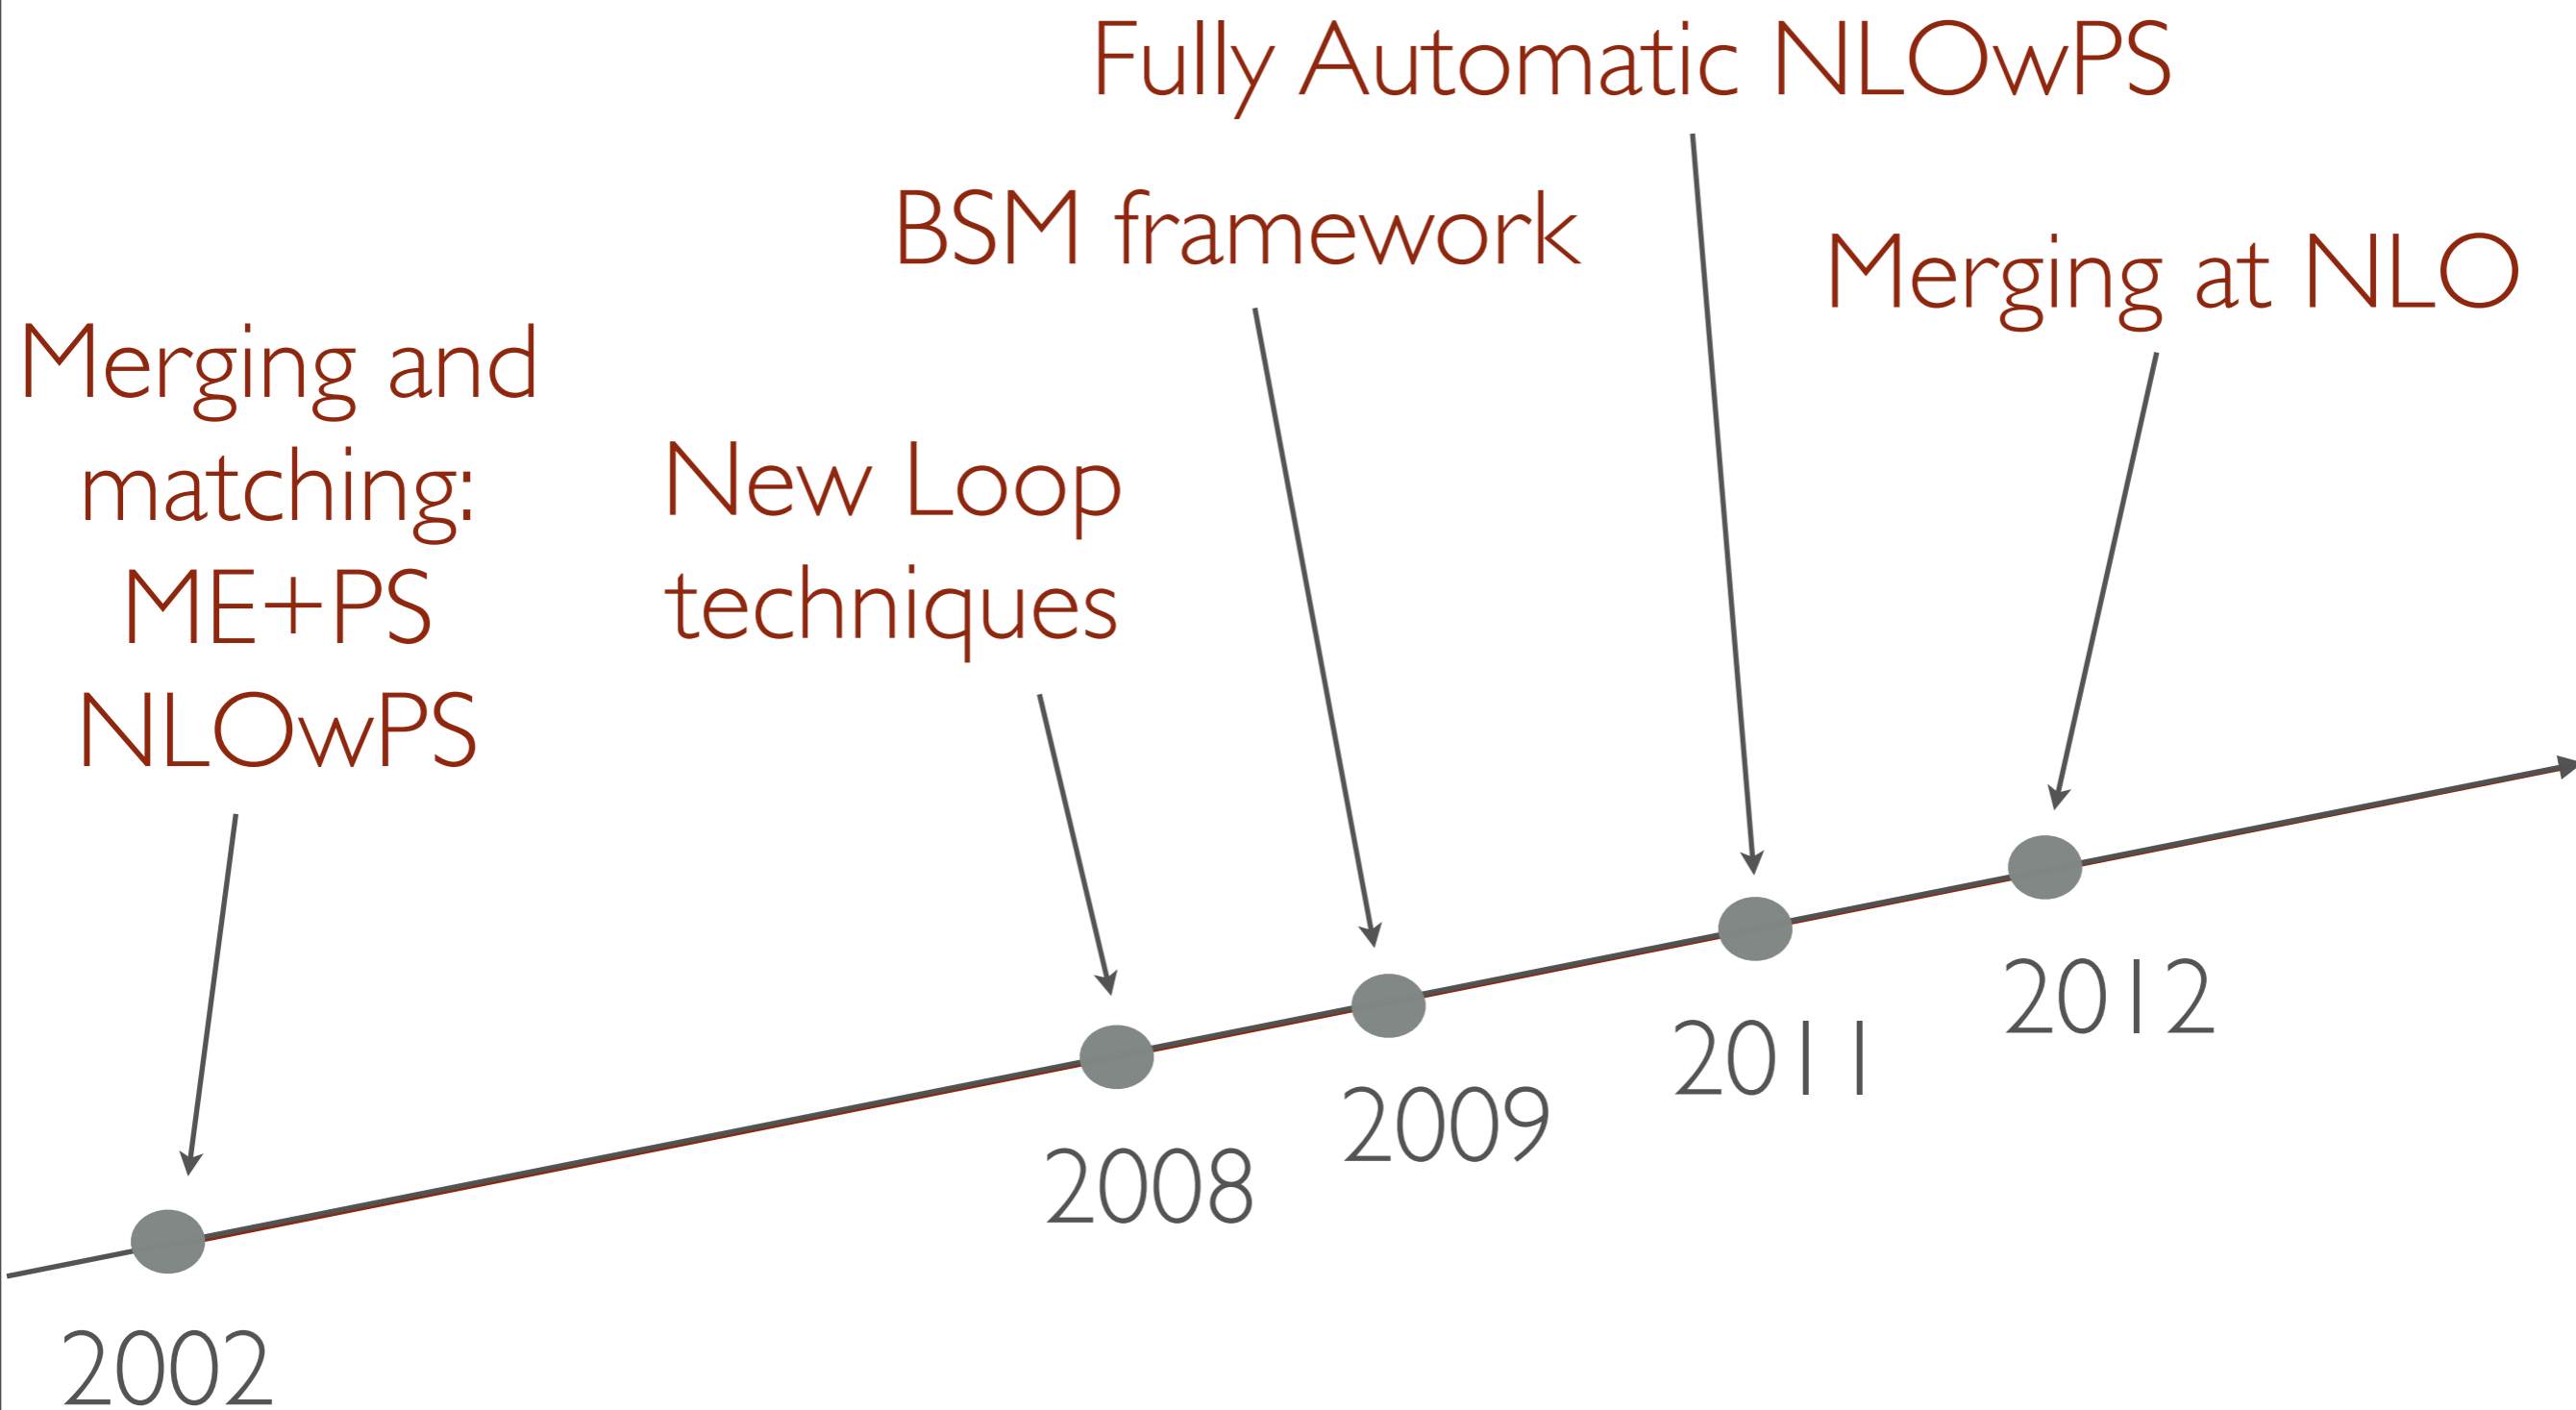 Fully Automatic NLOwPS
BSM framework
Merging at NLO
Merging and
matching:
ME+PS
NLOwPS
New Loop
techniques
2002
2008
2009
2011
2012